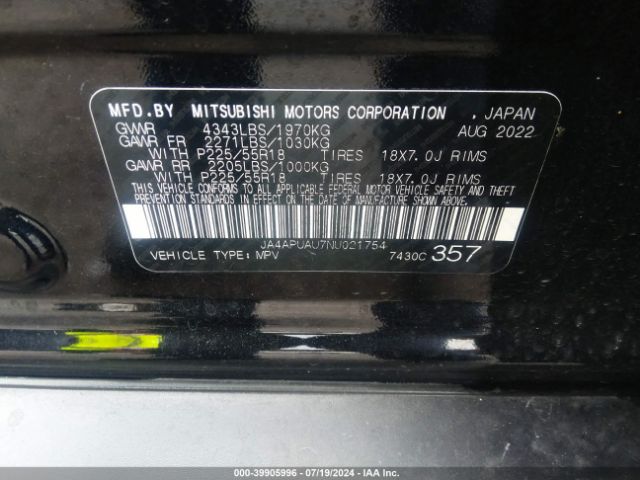 MFD.BY MITSUBISHI MOTORS CORPORATION . JAPAN
GVWR 4343LBS/1970KG AUG 2022
GAWR FR 2271LBS/1030KG
WITH P225/55R18 TIRES 18X7.0J RIMS
GAWR RR 2205LBS/1000KG
WITH P225/55R18 TIRES 18X7.0J RIMS
THIS VEHICLE CONFORMS TO ALL APPLICABLE FEDERAL MOTOR VEHICLE SAFETY AND THEFT
PREVENTION STANDARDS IN EFFECT ON THE DATE OF MANUFACTURE SHOWN ABOVE.
JA4APUAU7NU021754
VEHICLE TYPE: MPV 7430C 357
000-39905996 / 07/19/2024 - IAA Inc.